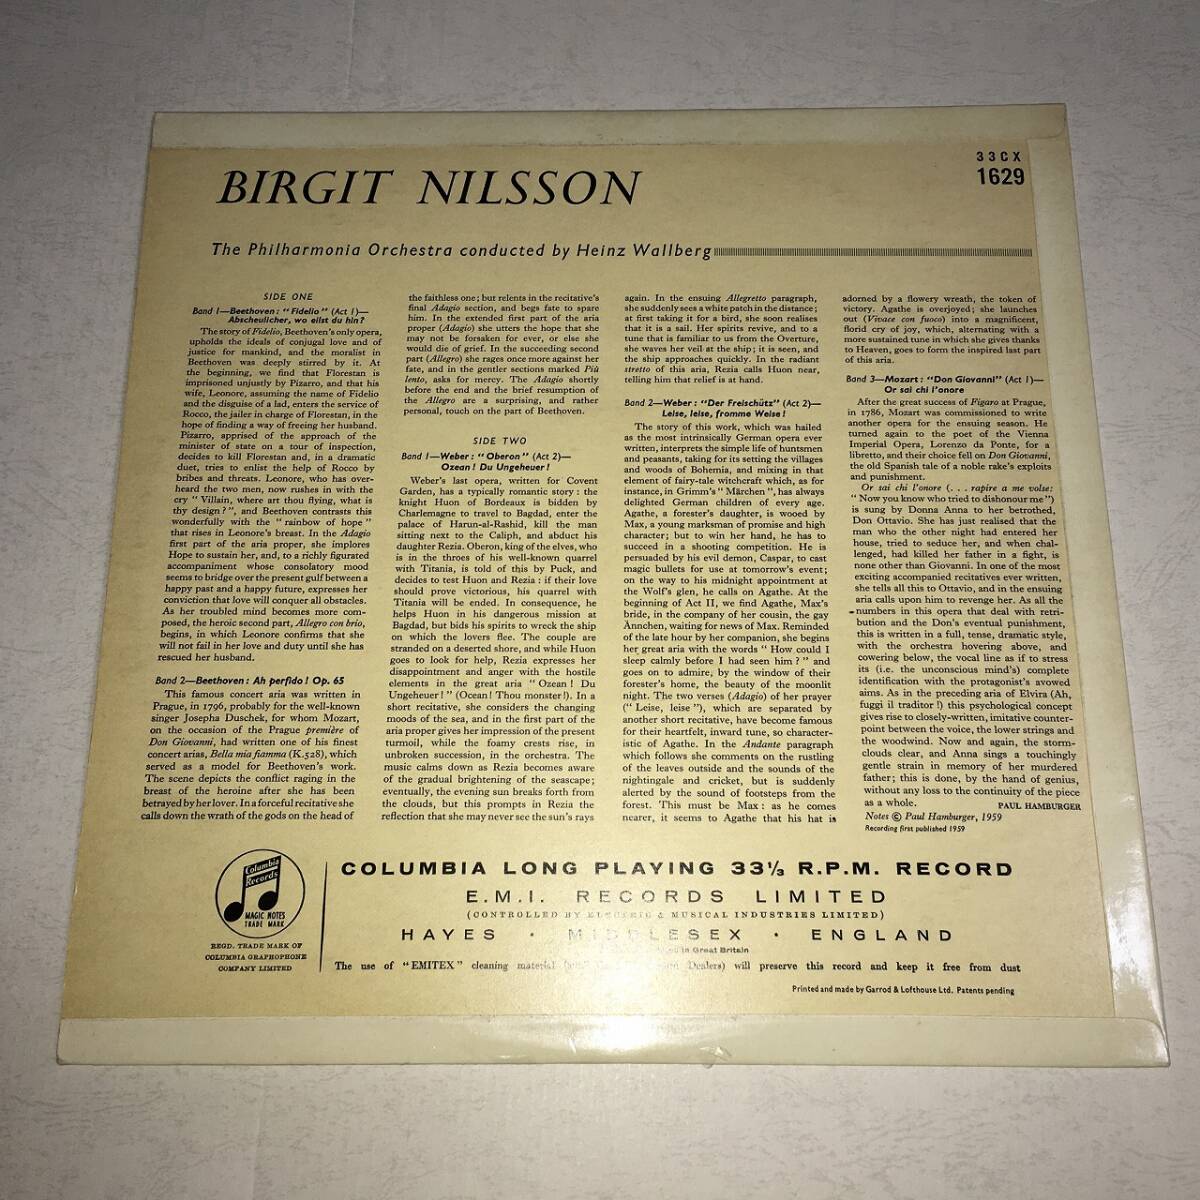 33CX
1629
BIRGIT NILSSON
The Philharmonia Orchestra conducted by Heinz Wallberg
SIDE ONE
Band 1—Beethoven: "Fidelio" (Act 1)—
Abscheulicher, wo eilst du hin?
The story of Fidelio, Beethoven's only opera,
upholds the ideals of conjugal love and of
justice for mankind, and the moralist in
Beethoven was deeply stirred by it. At
the beginning, we find that Florestan is
imprisoned unjustly by Pizarro, and that his
wife, Leonore, assuming the name of Fidelio
and the disguise of a lad, enters the service of
Rocco, the jailer in charge of Florestan, in the
hope of finding a way of freeing her husband.
Pizarro, apprised of the approach of the
minister of state on a tour of inspection,
decides to kill Florestan and, in a dramatic
duet, tries to enlist the help of Rocco by
bribes and threats. Leonore, who has over-
heard the two men, now rushes in with the
cry "Villain, where art thou flying, what is
thy design?", and Beethoven contrasts this
wonderfully with the "rainbow of hope"
that rises in Leonore's breast. In the Adagio
first part of the aria proper, she implores
Hope to sustain her, and, to a richly figurated
accompaniment whose consolatory mood
seems to bridge over the present gulf between a
happy past and a happy future, expresses her
conviction that love will conquer all obstacles.
As her troubled mind becomes more com-
posed, the heroic second part, Allegro con brio,
begins, in which Leonore confirms that she
will not fail in her love and duty until she has
rescued her husband.
Band 2—Beethoven: Ah perfido! Op. 65
This famous concert aria was written in
Prague, in 1796, probably for the well-known
singer Josepha Duschek, for whom Mozart,
on the occasion of the Prague première of
Don Giovanni, had written one of his finest
concert arias, Bella mia fiamma (K.528), which
served as a model for Beethoven's work.
The scene depicts the conflict raging in the
breast of the heroine after she has been
betrayed by her lover. In a forceful recitative she
calls down the wrath of the gods on the head of
the faithless one; but relents in the recitative's
final Adagio section, and begs fate to spare
him. In the extended first part of the aria
proper (Adagio) she utters the hope that she
may not be forsaken for ever, or else she
would die of grief. In the succeeding second
part (Allegro) she rages once more against her
fate, and in the gentler sections marked Più
lento, asks for mercy. The Adagio shortly
before the end and the brief resumption of
the Allegro are a surprising, and rather
personal, touch on the part of Beethoven.
SIDE TWO
Band 1—Weber: "Oberon" (Act 2)—
Ozean! Du Ungeheuer!
Weber's last opera, written for Covent
Garden, has a typically romantic story: the
knight Huon of Bordeaux is bidden by
Charlemagne to travel to Bagdad, enter the
palace of Harun-al-Rashid, kill the man
sitting next to the Caliph, and abduct his
daughter Rezia. Oberon, king of the elves, who
is in the throes of his well-known quarrel
with Titania, is told of this by Puck, and
decides to test Huon and Rezia: if their love
should prove victorious, his quarrel with
Titania will be ended. In consequence, he
helps Huon in his dangerous mission at
Bagdad, but bids his spirits to wreck the ship
on which the lovers flee. The couple are
stranded on a deserted shore, and while Huon
goes to look for help, Rezia expresses her
disappointment and anger with the hostile
elements in the great aria "Ozean! Du
Ungeheuer!" (Ocean! Thou monster!). In a
short recitative, she considers the changing
moods of the sea, and in the first part of the
aria proper gives her impression of the present
turmoil, while the foamy crests rise, in
unbroken succession, in the orchestra. The
music calms down as Rezia becomes aware
of the gradual brightening of the seascape;
eventually, the evening sun breaks forth from
the clouds, but this prompts in Rezia the
reflection that she may never see the sun's rays
again. In the ensuing Allegretto paragraph,
she suddenly sees a white patch in the distance;
at first taking it for a bird, she soon realises
that it is a sail. Her spirits revive, and to a
tune that is familiar to us from the Overture,
she waves her veil at the ship; it is seen, and
the ship approaches quickly. In the radiant
stretto of this aria, Rezia calls Huon near,
telling him that relief is at hand.
Band 2—Weber: "Der Freischütz" (Act 2)—
Leise, leise, fromme Weise!
The story of this work, which was hailed
as the most intrinsically German opera ever
written, interprets the simple life of huntsmen
and peasants, taking for its setting the villages
and woods of Bohemia, and mixing in that
element of fairy-tale witchcraft which, as for
instance, in Grimm's "Märchen", has always
delighted German children of every age.
Agathe, a forester's daughter, is wooed by
Max, a young marksman of promise and high
character; but to win her hand, he has to
succeed in a shooting competition. He is
persuaded by his evil demon, Caspar, to cast
magic bullets for use at tomorrow's event;
on the way to his midnight appointment at
the Wolf's glen, he calls on Agathe. At the
beginning of Act II, we find Agathe, Max's
bride, in the company of her cousin, the gay
Ännchen, waiting for news of Max. Reminded
of the late hour by her companion, she begins
her great aria with the words "How could I
sleep calmly before I had seen him?" and
goes on to admire, by the window of their
forester's home, the beauty of the moonlit
night. The two verses (Adagio) of her prayer
("Leise, leise"), which are separated by
another short recitative, have become famous
for their heartfelt, inward tune, so character-
istic of Agathe. In the Andante paragraph
which follows she comments on the rustling
of the leaves outside and the sounds of the
nightingale and cricket, but is suddenly
alerted by the sound of footsteps from the
forest. This must be Max: as he comes
nearer, it seems to Agathe that his hat is
adorned by a flowery wreath, the token of
victory. Agathe is overjoyed; she launches
out (Vivace con fuoco) into a magnificent,
florid cry of joy, which, alternating with a
more sustained tune in which she gives thanks
to Heaven, goes to form the inspired last part
of this aria.
Band 3—Mozart: "Don Giovanni" (Act 1)—
Or sai chi l'onore
After the great success of Figaro at Prague,
in 1786, Mozart was commissioned to write
another opera for the ensuing season. He
turned again to the poet of the Vienna
Imperial Opera, Lorenzo da Ponte, for a
libretto, and their choice fell on Don Giovanni,
the old Spanish tale of a noble rake's exploits
and punishment.
Or sai chi l'onore (. . . rapire a me volse:
"Now you know who tried to dishonour me")
is sung by Donna Anna to her betrothed,
Don Ottavio. She has just realised that the
man who the other night had entered her
house, tried to seduce her, and when chal-
lenged, had killed her father in a fight, is
none other than Giovanni. In one of the most
exciting accompanied recitatives ever written,
she tells all this to Ottavio, and in the ensuing
aria calls upon him to revenge her. As all the
numbers in this opera that deal with retri-
bution and the Don's eventual punishment,
this is written in a full, tense, dramatic style,
with the orchestra hovering above, and
cowering below, the vocal line as if to stress
its (i.e. the unconscious mind's) complete
identification with the protagonist's avowed
aims. As in the preceding aria of Elvira (Ah,
fuggi il traditor!) this psychological concept
gives rise to closely-written, imitative counter-
point between the voice, the lower strings and
the woodwind. Now and again, the storm-
clouds clear, and Anna sings a touchingly
gentle strain in memory of her murdered
father; this is done, by the hand of genius,
without any loss to the continuity of the piece
as a whole.
PAUL HAMBURGER
Notes © Paul Hamburger, 1959
Recording first published 1959
Columbia
Records
MAGIC NOTES
TRADE MARK
REGD. TRADE MARK OF
COLUMBIA GRAPHOPHONE
COMPANY LIMITED
COLUMBIA LONG PLAYING 33⅓ R.P.M. RECORD
E.M.I. RECORDS LIMITED
(CONTROLLED BY ELECTRIC & MUSICAL INDUSTRIES LIMITED)
HAYES · MIDDLESEX · ENGLAND
in Great Britain
The use of "EMITEX" cleaning material Dealers) will preserve this record and keep it free from dust
Printed and made by Garrod & Lofthouse Ltd. Patents pending